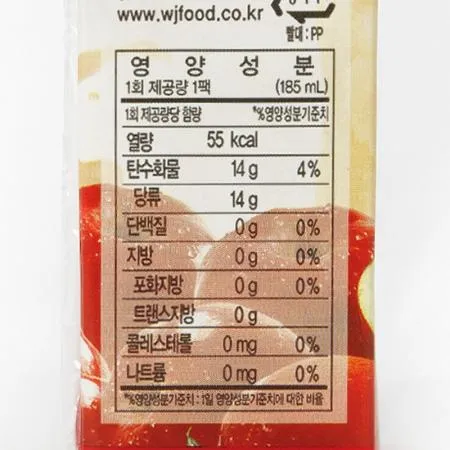 www.wjfood.co.kr
빨대 : PP
영 양 성 분
1회 제공량 1팩 (185 mL)
1회 제공량당 함량 *%영양성분기준치
열량 55 kcal
탄수화물 14 g 4%
당류 14 g
단백질 0 g 0%
지방 0 g 0%
포화지방 0 g 0%
트랜스지방 0 g
콜레스테롤 0 mg 0%
나트륨 0 mg 0%
*%영양성분기준치 : 1일 영양성분기준치에 대한 비율